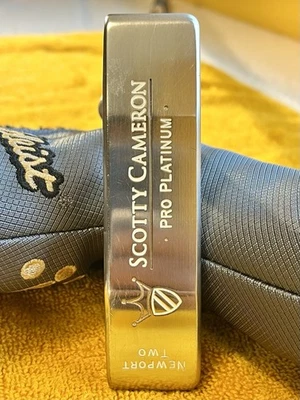 SCOTTY CAMERON
· PRO PLATINUM ·
NEWPORT
TWO